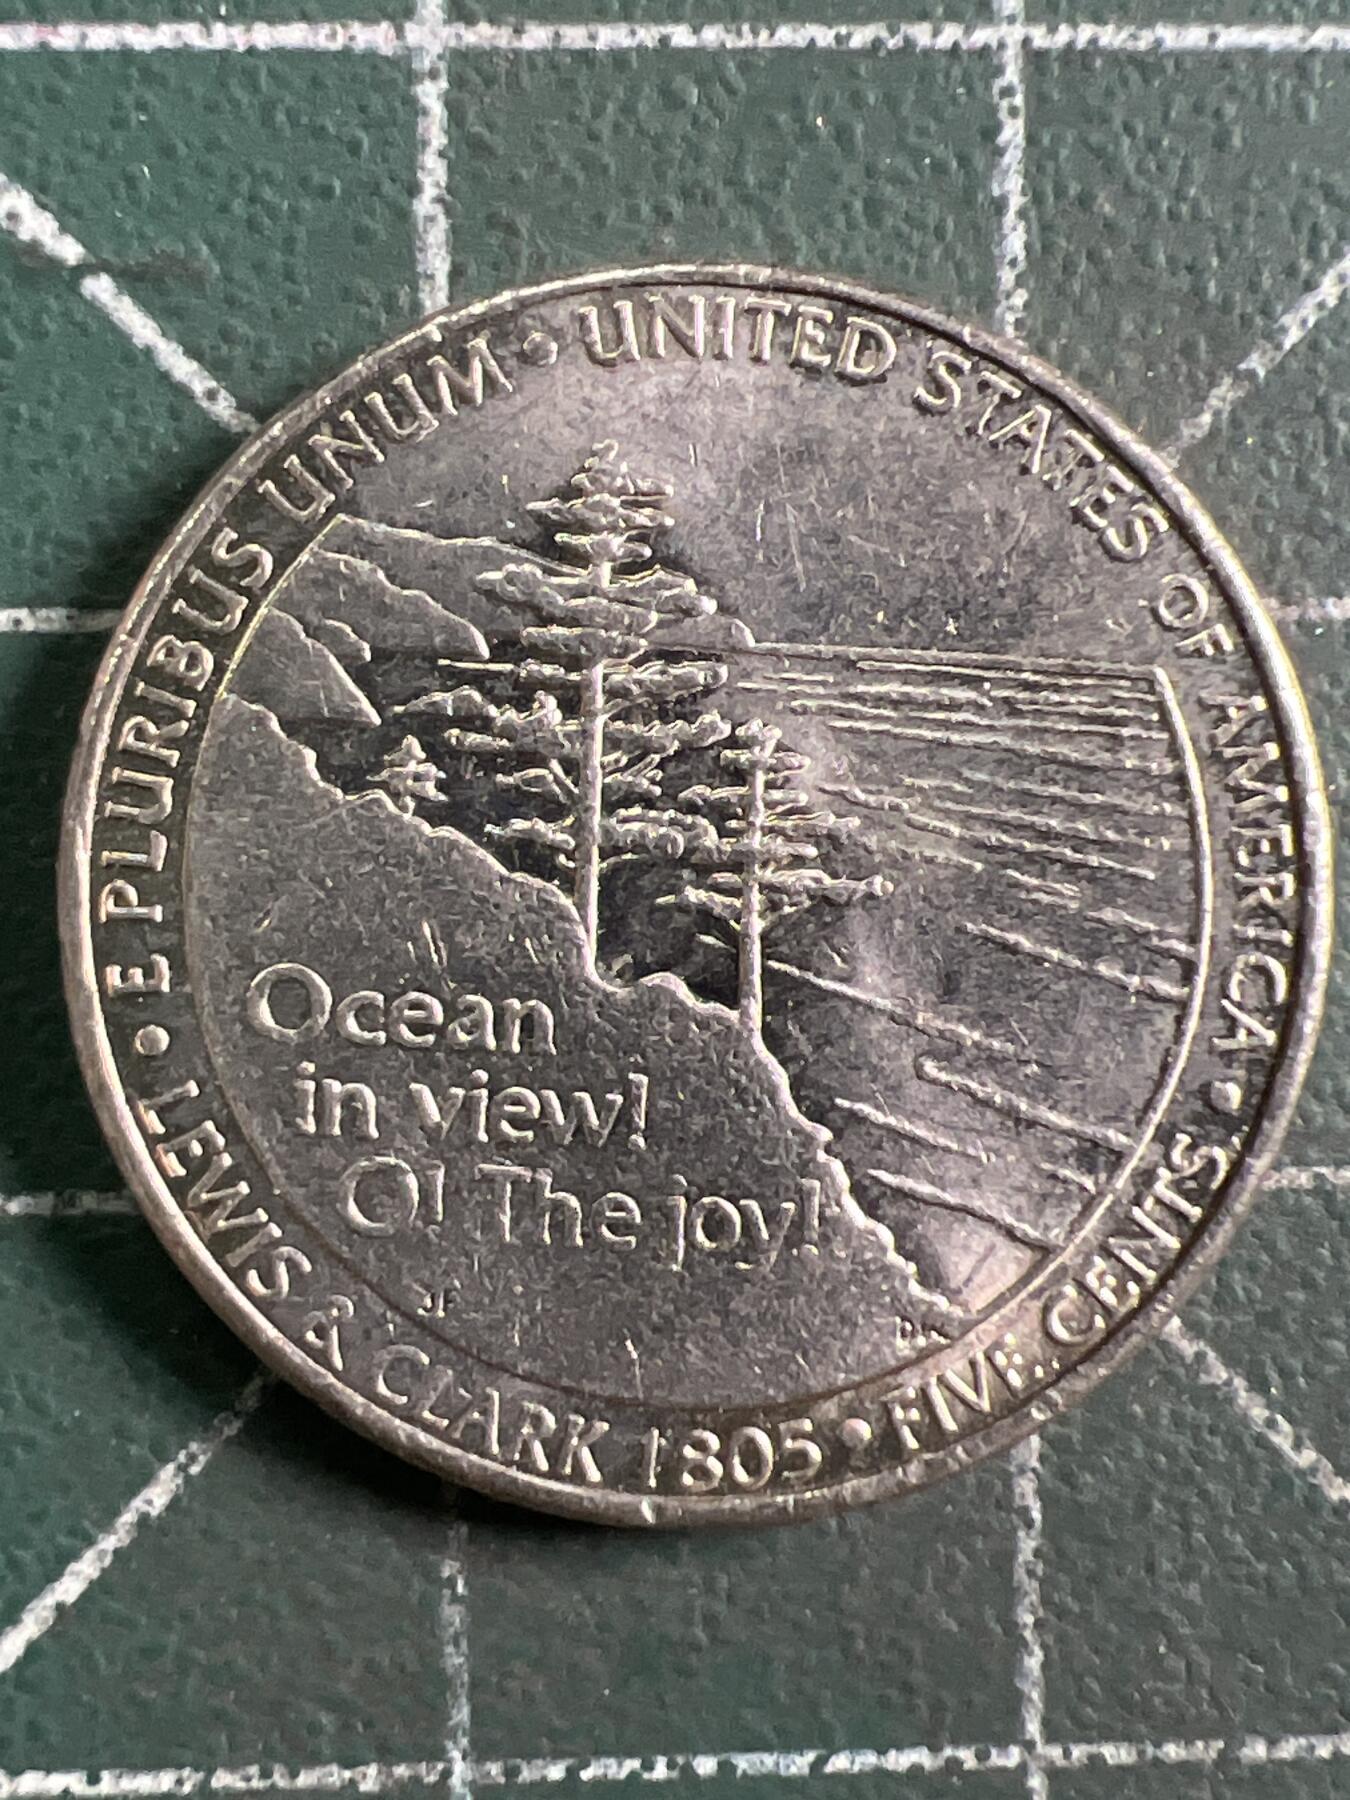 E PLURIBUS UNUM • UNITED STATES OF AMERICA •
LEWIS & CLARK 1805 • FIVE CENTS
Ocean
in view!
O! The joy!
JF